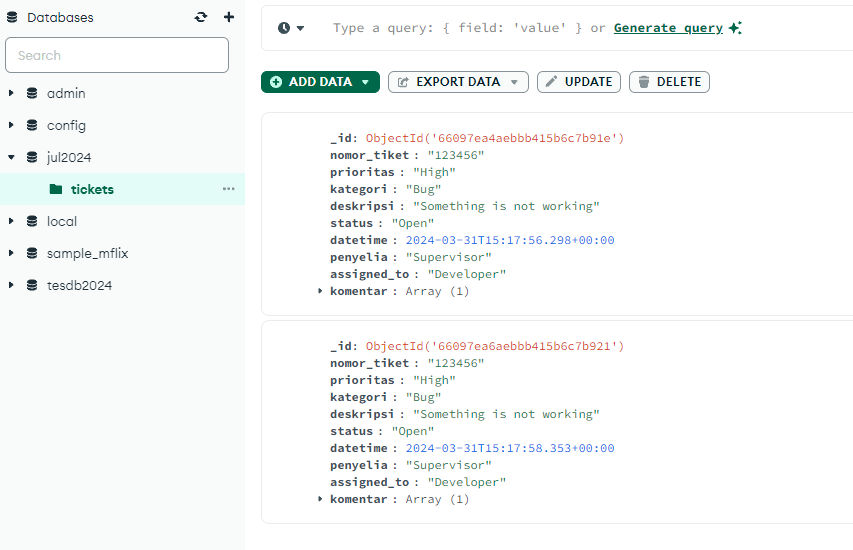 Databases
Search
admin
config
jul2024
tickets
local
sample_mflix
tesdb2024
Type a query: { field: 'value' } or Generate query
ADD DATA
EXPORT DATA
UPDATE
DELETE
_id: ObjectId('66097ea4aebbb415b6c7b91e')
nomor_tiket : "123456"
prioritas : "High"
kategori : "Bug"
deskripsi : "Something is not working"
status : "Open"
datetime : 2024-03-31T15:17:56.298+00:00
penyelia : "Supervisor"
assigned_to : "Developer"
komentar : Array (1)
_id: ObjectId('66097ea6aebbb415b6c7b921')
nomor_tiket : "123456"
prioritas : "High"
kategori : "Bug"
deskripsi : "Something is not working"
status : "Open"
datetime : 2024-03-31T15:17:58.353+00:00
penyelia : "Supervisor"
assigned_to : "Developer"
komentar : Array (1)